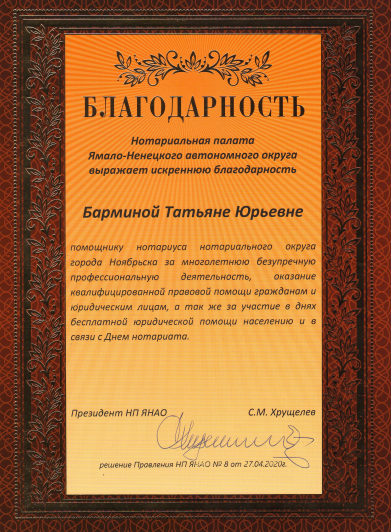 БЛАГОДАРНОСТЬ
Нотариальная палата
Ямало-Ненецкого автономного округа
выражает искреннюю благодарность
Барминой Татьяне Юрьевне
помощнику нотариуса нотариального округа
города Ноябрьска за многолетнюю безупречную
профессиональную деятельность, оказание
квалифицированной правовой помощи гражданам и
юридическим лицам, а так же за участие в днях
бесплатной юридической помощи населению и в
связи с Днем нотариата.
Президент НП ЯНАО С.М. Хрущелев
решение Правления НП ЯНАО № 8 от 27.04.2020г.